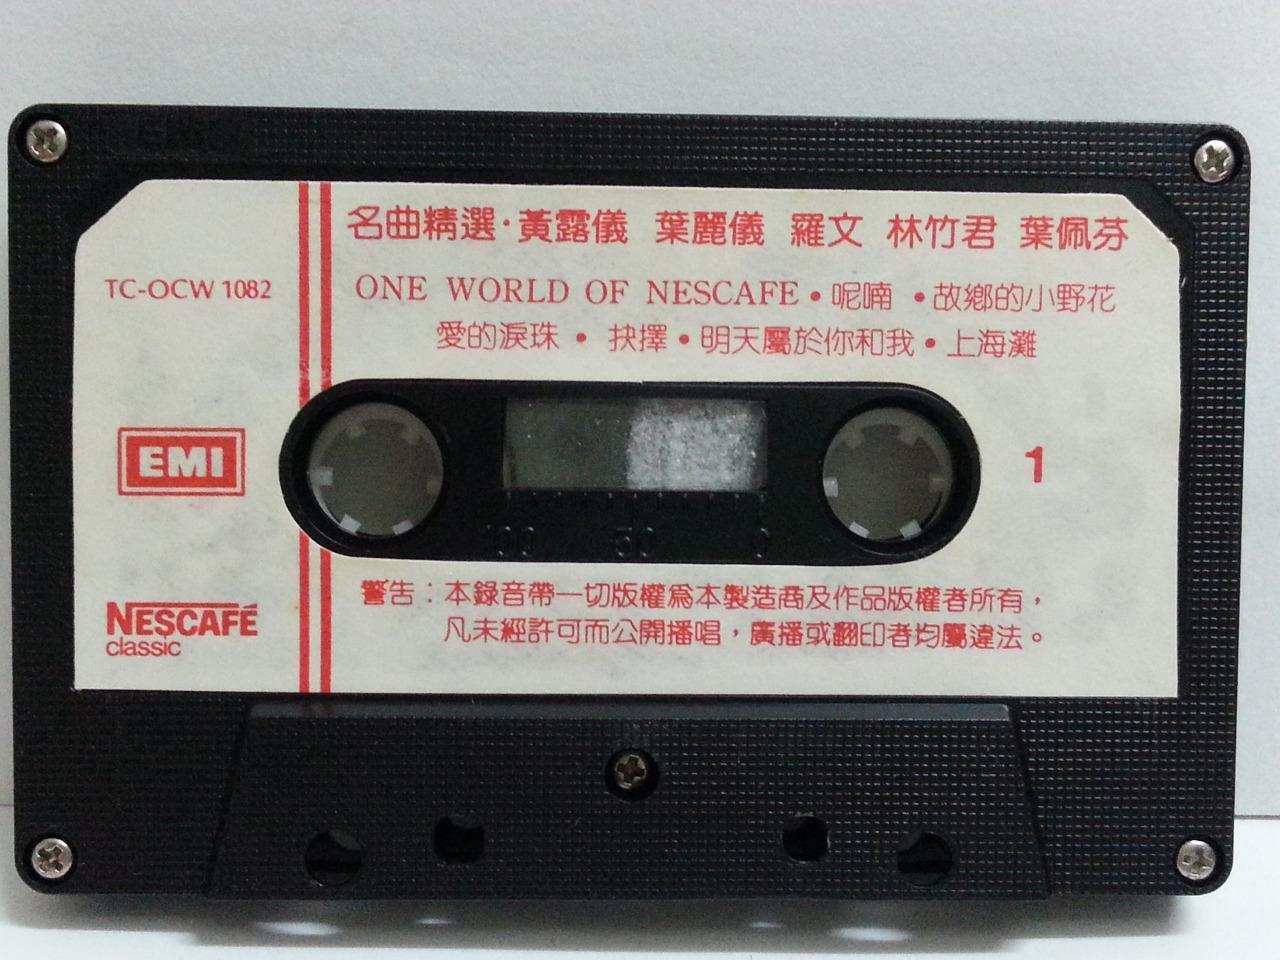 名曲精選·黃露儀 葉麗儀 羅文 林竹君 葉佩芬
TC-OCW 1082
ONE WORLD OF NESCAFE • 呢喃 • 故鄉的小野花
愛的淚珠 • 抉擇 • 明天屬於你和我 • 上海灘
EMI
1
100 50 0
NESCAFÉ
classic
警告：本錄音帶一切版權為本製造商及作品版權者所有，
凡未經許可而公開播唱，廣播或翻印者均屬違法。